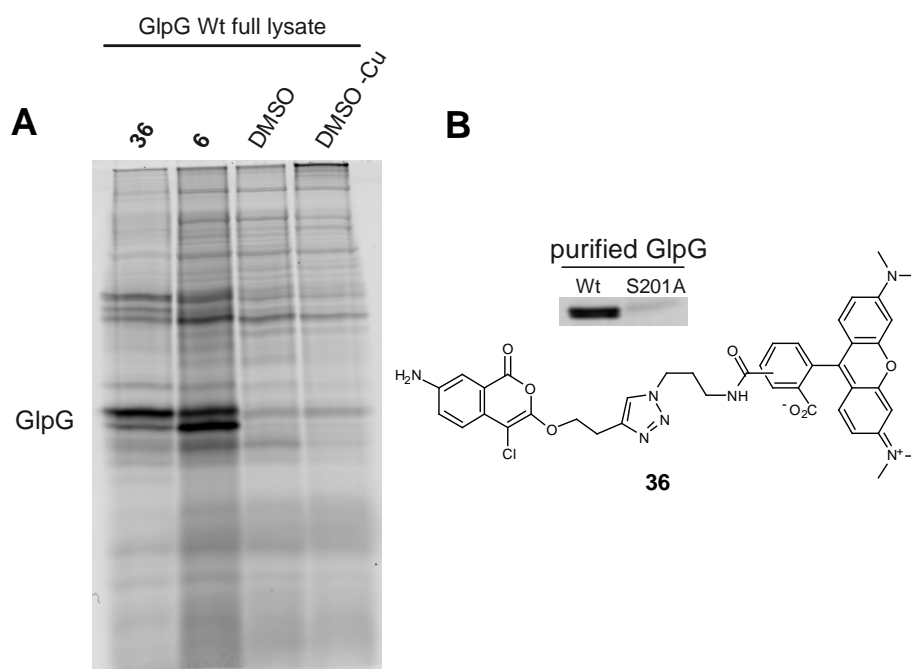 GlpG Wt full lysate
A
36
6
DMSO
DMSO -Cu
GlpG
B
purified GlpG
Wt S201A
H₂N
O
O
O
Cl
N
N
N
O
NH
⁻O₂C
N
O
N⁺
36